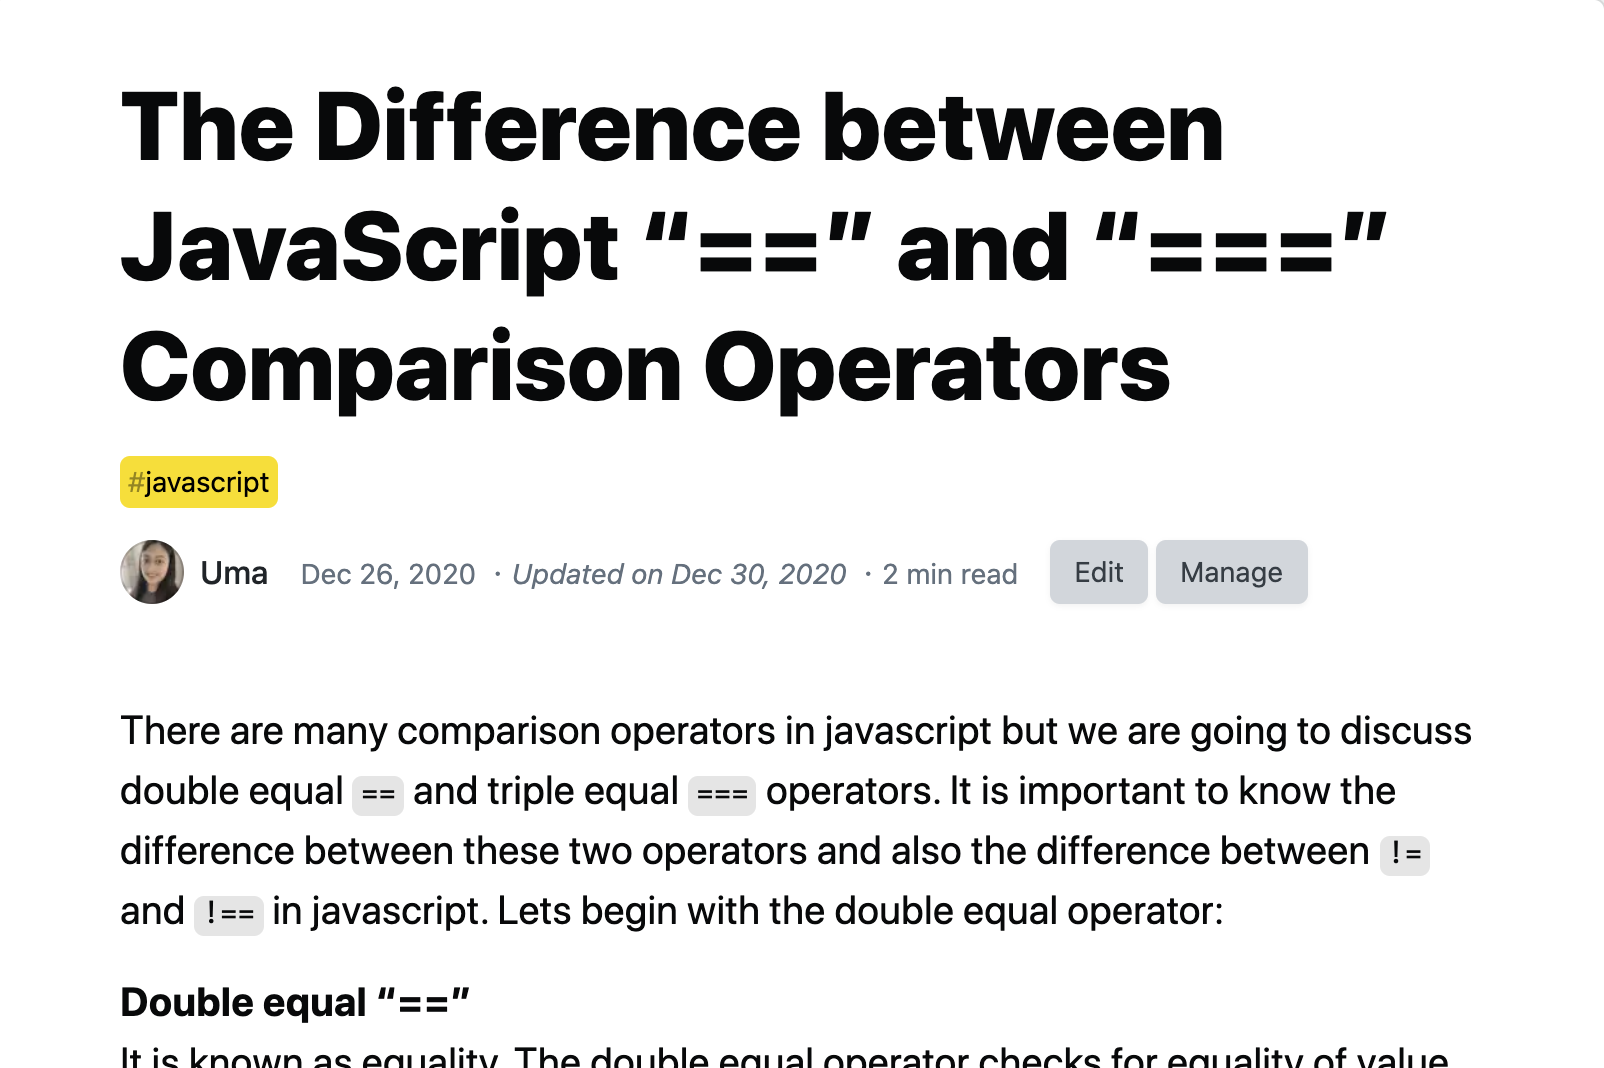 The Difference between
JavaScript “==” and “===”
Comparison Operators
#javascript
Uma Dec 26, 2020 · Updated on Dec 30, 2020 · 2 min read Edit Manage
There are many comparison operators in javascript but we are going to discuss
double equal == and triple equal === operators. It is important to know the
difference between these two operators and also the difference between !=
and !== in javascript. Lets begin with the double equal operator:
Double equal “==”
It is known as equality. The double equal operator checks for equality of value